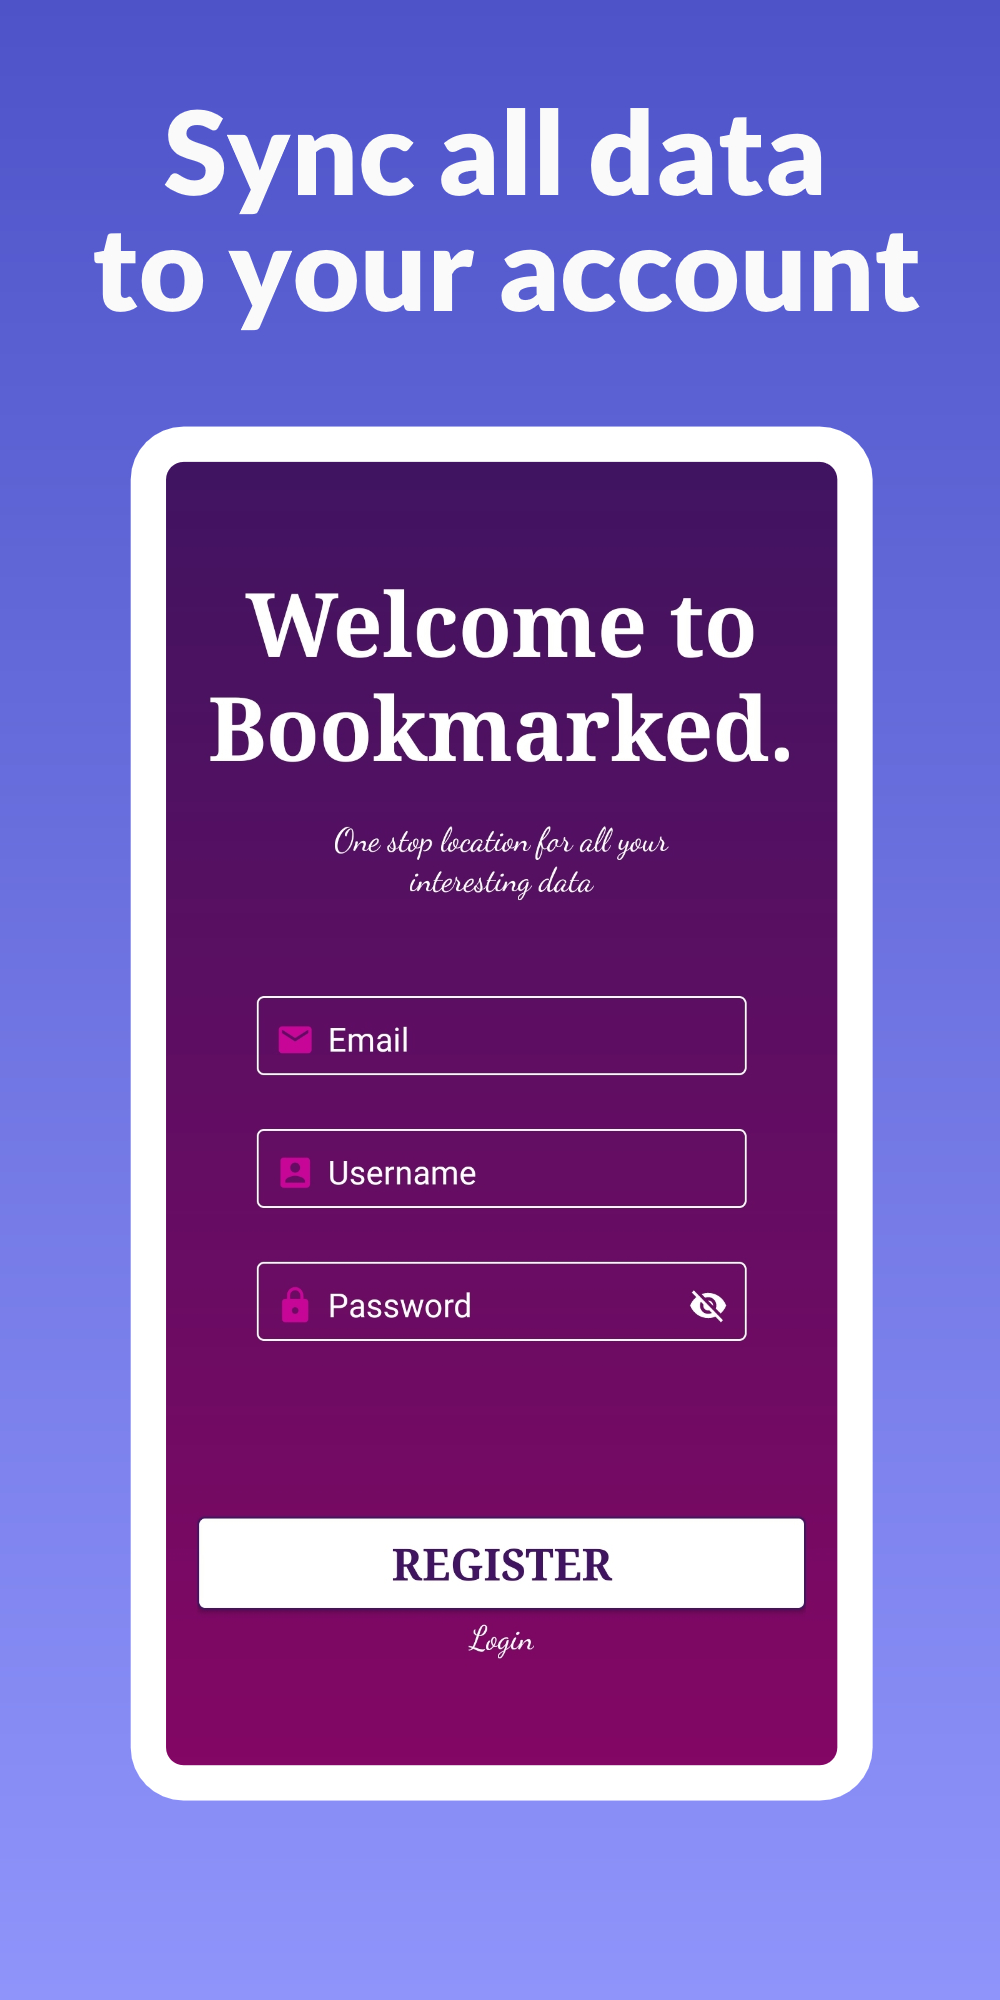 Sync all data
to your account
Welcome to
Bookmarked.
One stop location for all your
interesting data
Email
Username
Password
REGISTER
Login